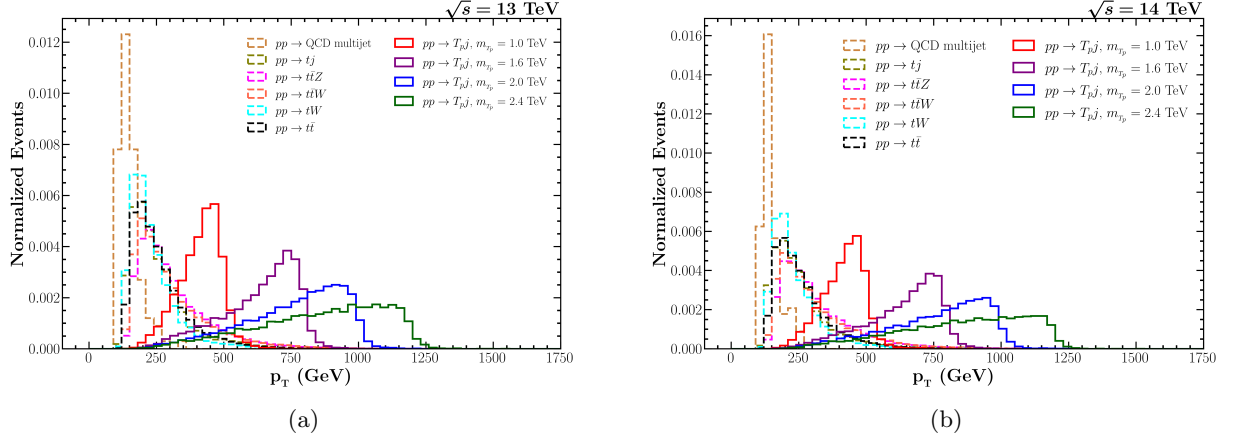 √s = 13 TeV
Normalized Events
0.012
0.010
0.008
0.006
0.004
0.002
0.000
pp → QCD multijet
pp → tj
pp → tt̄Z
pp → tt̄W
pp → tW
pp → tt̄
pp → T_p j, m_{T_p} = 1.0 TeV
pp → T_p j, m_{T_p} = 1.6 TeV
pp → T_p j, m_{T_p} = 2.0 TeV
pp → T_p j, m_{T_p} = 2.4 TeV
0 250 500 750 1000 1250 1500 1750
p_T (GeV)
(a)
√s = 14 TeV
Normalized Events
0.016
0.014
0.012
0.010
0.008
0.006
0.004
0.002
0.000
pp → QCD multijet
pp → tj
pp → tt̄Z
pp → tt̄W
pp → tW
pp → tt̄
pp → T_p j, m_{T_p} = 1.0 TeV
pp → T_p j, m_{T_p} = 1.6 TeV
pp → T_p j, m_{T_p} = 2.0 TeV
pp → T_p j, m_{T_p} = 2.4 TeV
0 250 500 750 1000 1250 1500 1750
p_T (GeV)
(b)